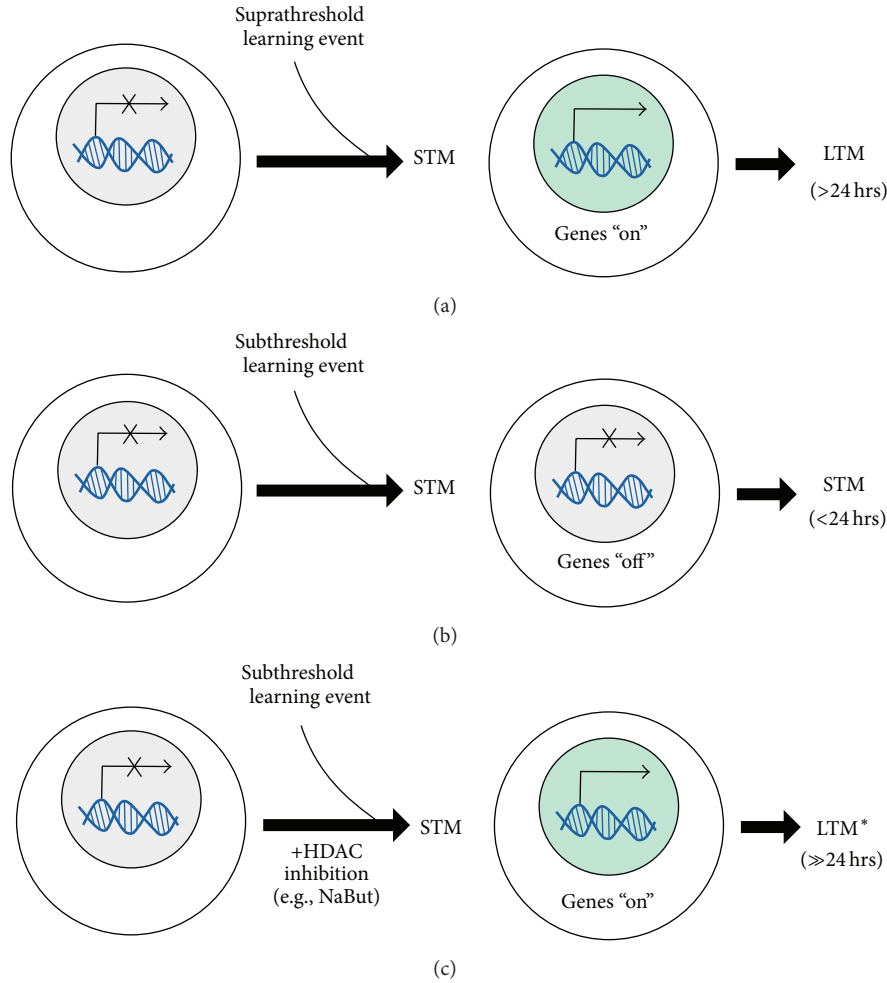 Suprathreshold
learning event
STM
Genes “on”
LTM
(>24 hrs)
(a)
Subthreshold
learning event
STM
Genes “off”
STM
(<24 hrs)
(b)
Subthreshold
learning event
+HDAC
inhibition
(e.g., NaBut)
STM
Genes “on”
LTM*
(≫24 hrs)
(c)